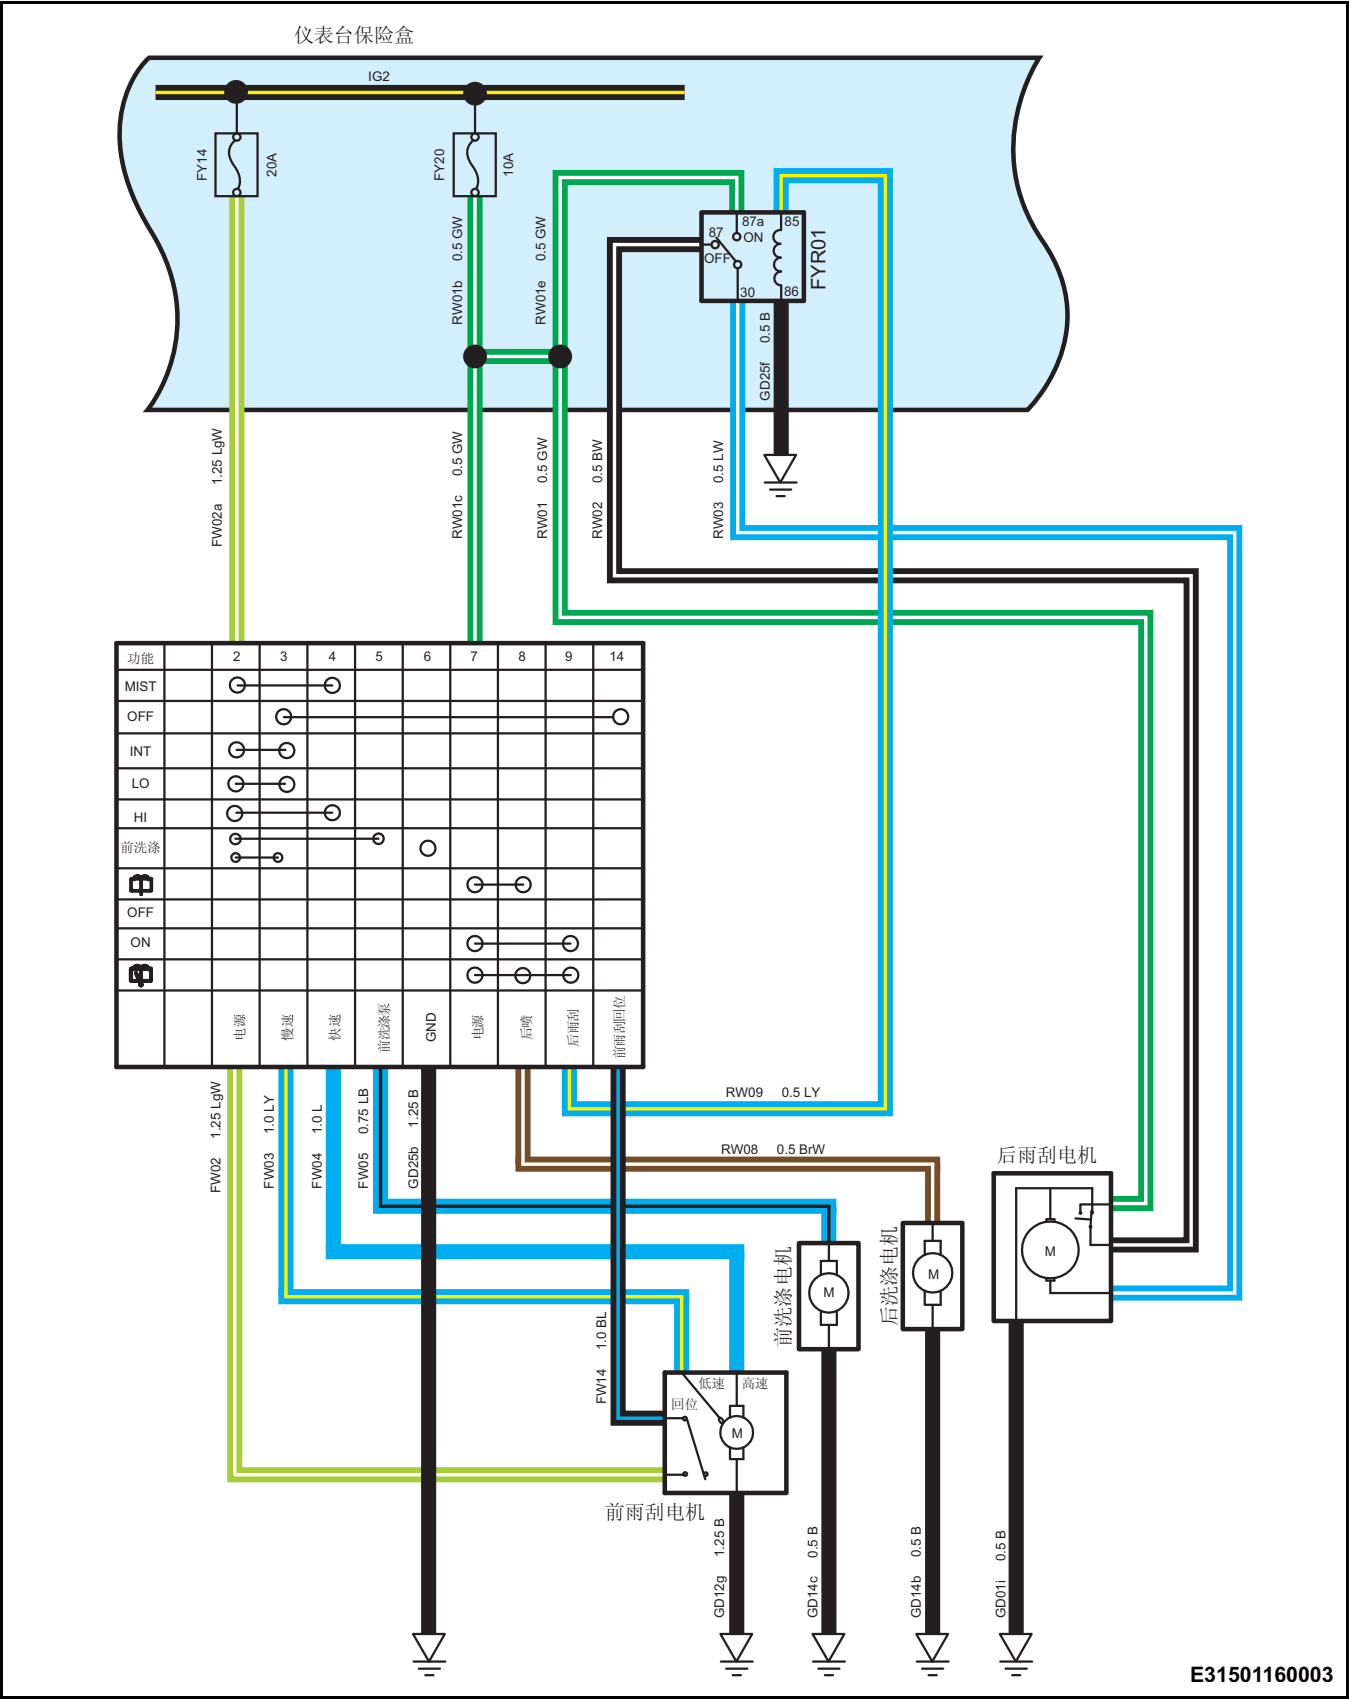 仪表台保险盒
IG2
FY14
20A
FY20
10A
RW01b 0.5 GW
RW01e 0.5 GW
87a
85
87
ON
OFF
30
86
FYR01
GD25f 0.5 B
FW02a 1.25 LgW
RW01c 0.5 GW
RW01 0.5 GW
RW02 0.5 BW
RW03 0.5 LW
功能 2 3 4 5 6 7 8 9 14
MIST
OFF
INT
LO
HI
前洗涤
OFF
ON
电源 慢速 快速 前洗涤泵 GND 电源 后喷 后雨刮 前雨刮回位
FW02 1.25 LgW
FW03 1.0 LY
FW04 1.0 L
FW05 0.75 LB
GD25b 1.25 B
RW09 0.5 LY
RW08 0.5 BrW
FW14 1.0 BL
后雨刮电机
M
后洗涤电机
M
前洗涤电机
M
低速 高速
回位
M
前雨刮电机
GD12g 1.25 B
GD14c 0.5 B
GD14b 0.5 B
GD01i 0.5 B
E31501160003